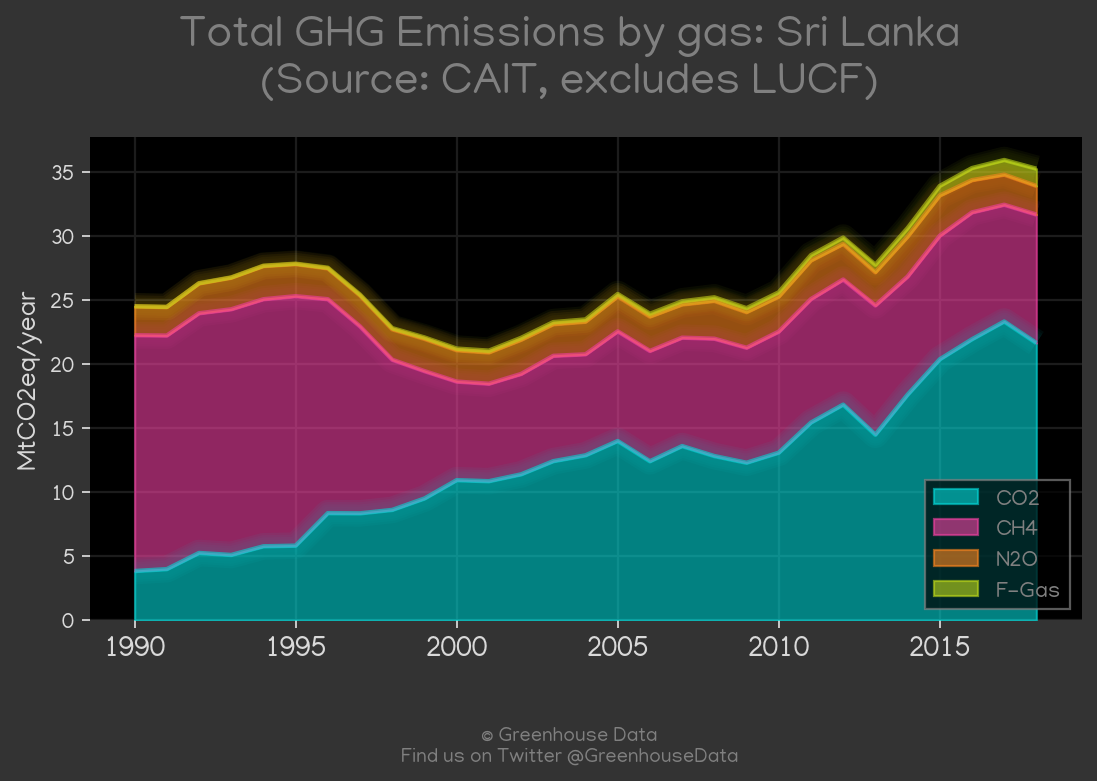 Total GHG Emissions by gas: Sri Lanka
(Source: CAIT, excludes LUCF)
MtCO2eq/year
35
30
25
20
15
10
5
0
1990 1995 2000 2005 2010 2015
CO2
CH4
N2O
F-Gas
© Greenhouse Data
Find us on Twitter @GreenhouseData